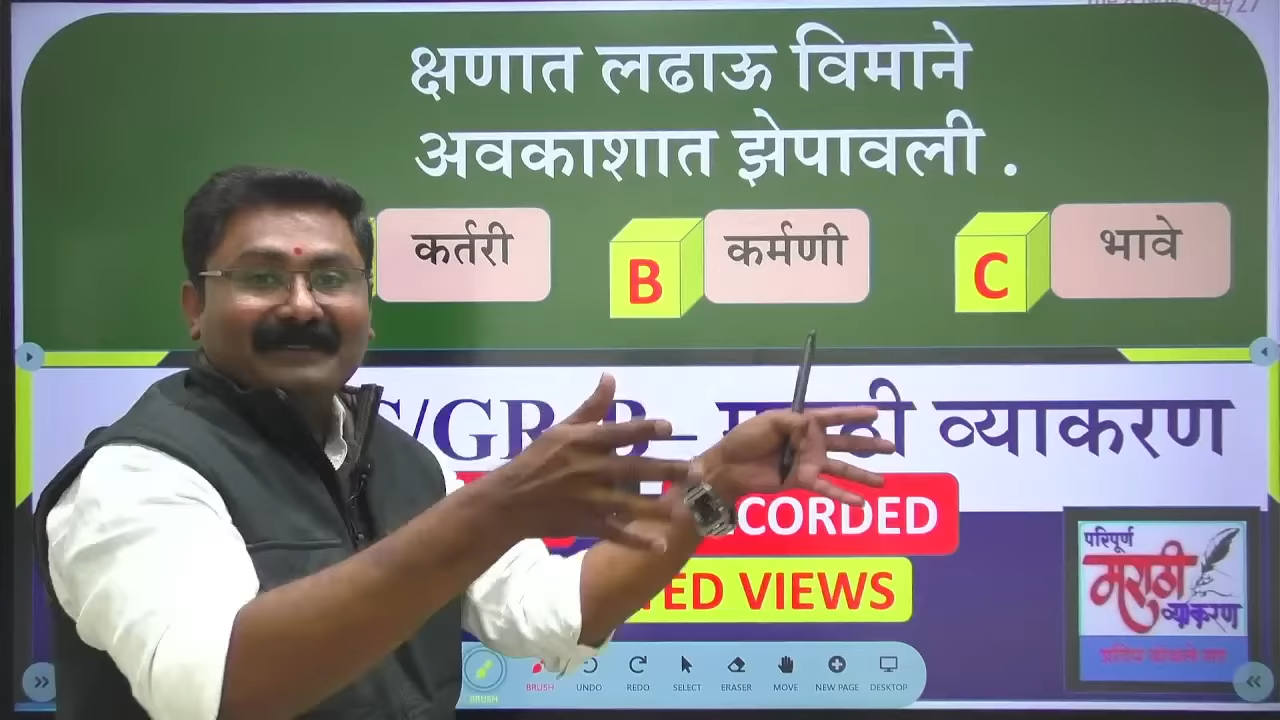 क्षणात लढाऊ विमाने
अवकाशात झेपावली .
कर्तरी
B कर्मणी
C भावे
व्याकरण
CORDED
TED VIEWS
परिपूर्ण
मराठी
व्याकरण
BRUSH BRUSH UNDO REDO SELECT ERASER MOVE NEW PAGE DESKTOP